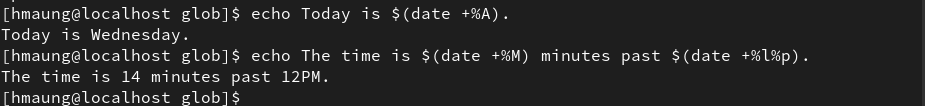 [hmaung@localhost glob]$ echo Today is $(date +%A).
Today is Wednesday.
[hmaung@localhost glob]$ echo The time is $(date +%M) minutes past $(date +%l%p).
The time is 14 minutes past 12PM.
[hmaung@localhost glob]$